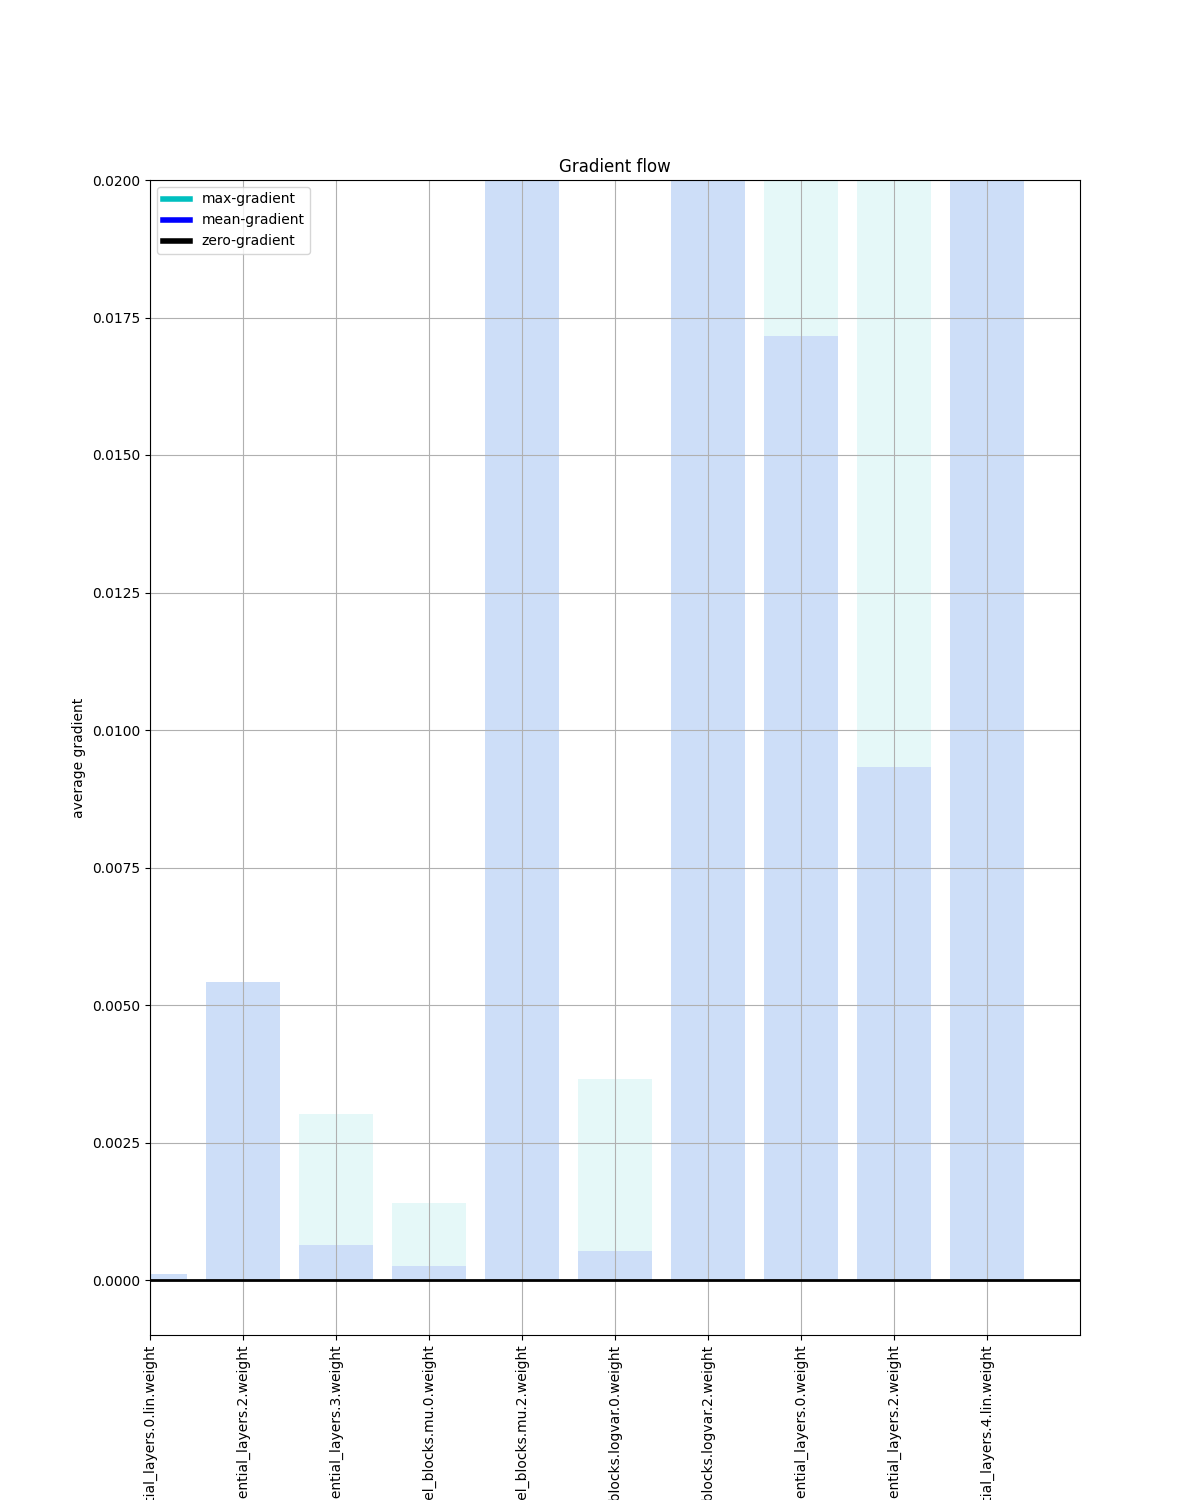 Gradient flow
max-gradient
mean-gradient
zero-gradient
average gradient
0.0200
0.0175
0.0150
0.0125
0.0100
0.0075
0.0050
0.0025
0.0000
tial_layers.0.lin.weight
ential_layers.2.weight
ential_layers.3.weight
el_blocks.mu.0.weight
el_blocks.mu.2.weight
blocks.logvar.0.weight
blocks.logvar.2.weight
ential_layers.0.weight
ential_layers.2.weight
tial_layers.4.lin.weight